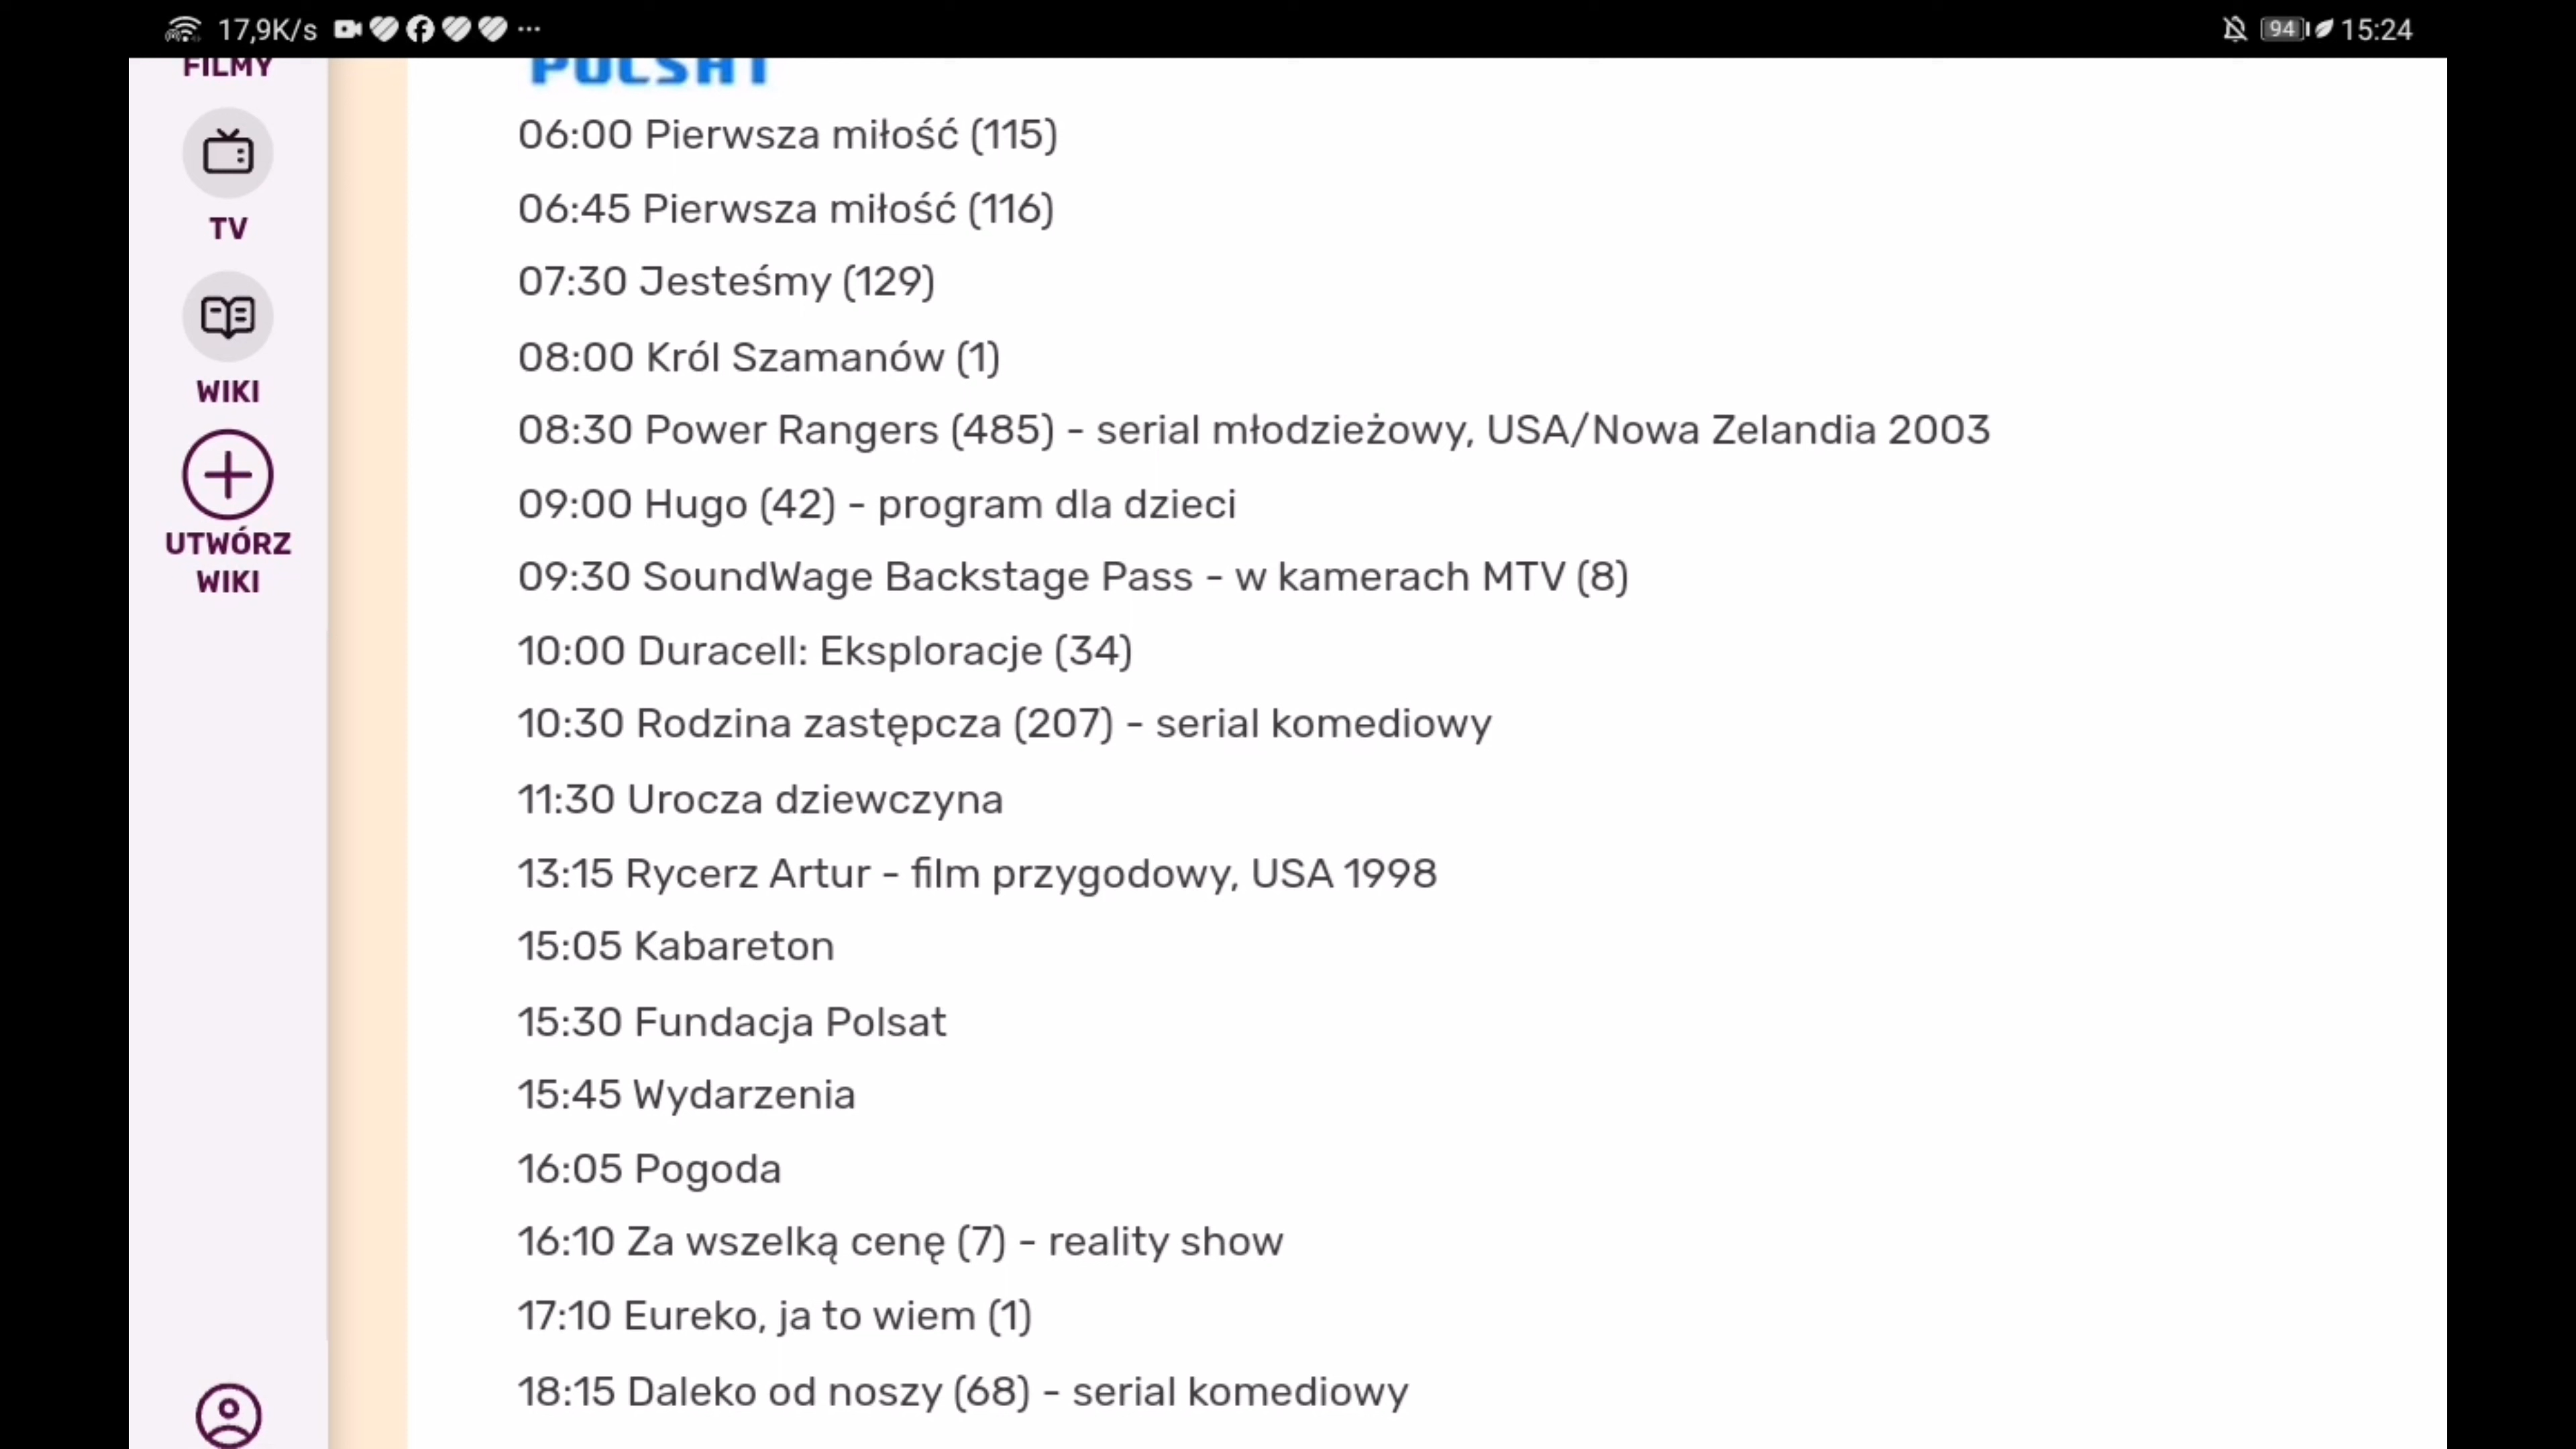 17,9K/s
94
15:24
FILMY
TV
WIKI
UTWÓRZ
WIKI
POLSAT
06:00 Pierwsza miłość (115)
06:45 Pierwsza miłość (116)
07:30 Jesteśmy (129)
08:00 Król Szamanów (1)
08:30 Power Rangers (485) - serial młodzieżowy, USA/Nowa Zelandia 2003
09:00 Hugo (42) - program dla dzieci
09:30 SoundWage Backstage Pass - w kamerach MTV (8)
10:00 Duracell: Eksploracje (34)
10:30 Rodzina zastępcza (207) - serial komediowy
11:30 Urocza dziewczyna
13:15 Rycerz Artur - film przygodowy, USA 1998
15:05 Kabareton
15:30 Fundacja Polsat
15:45 Wydarzenia
16:05 Pogoda
16:10 Za wszelką cenę (7) - reality show
17:10 Eureko, ja to wiem (1)
18:15 Daleko od noszy (68) - serial komediowy